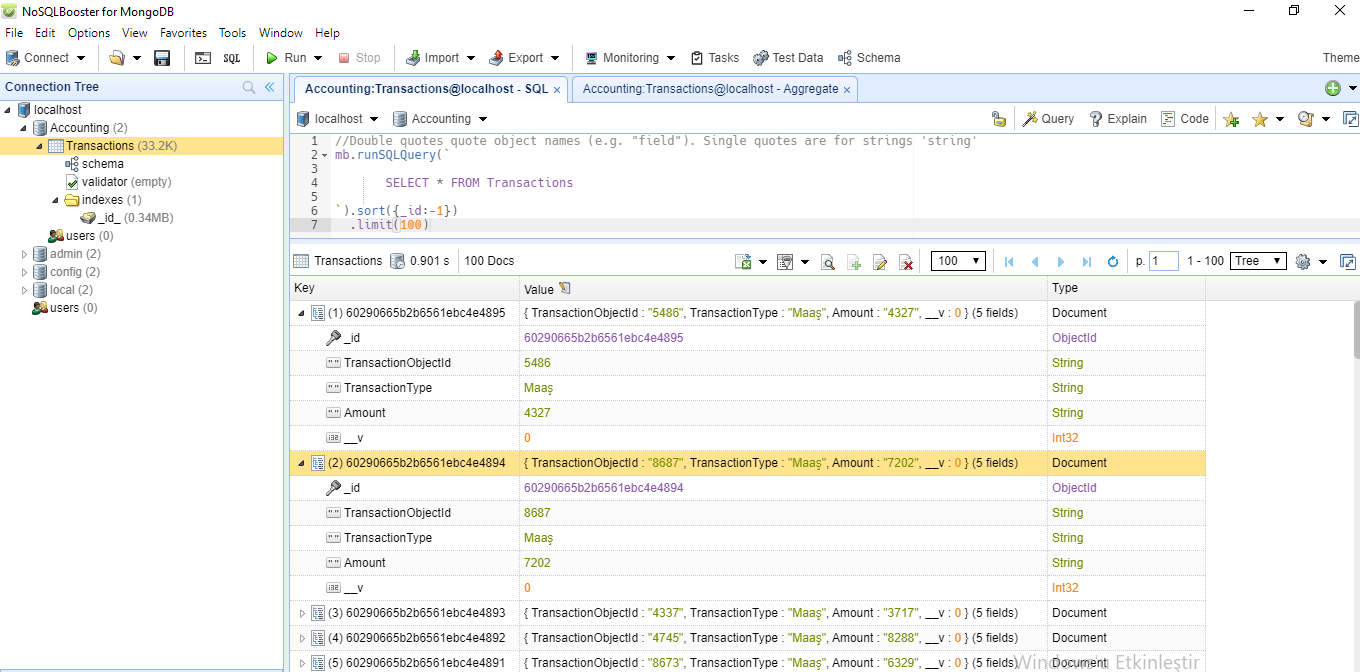 NoSQLBooster for MongoDB
File Edit Options View Favorites Tools Window Help
Connect SQL Run Stop Import Export Monitoring Tasks Test Data Schema Theme
Connection Tree
localhost
Accounting (2)
Transactions (33.2K)
schema
validator (empty)
indexes (1)
_id_ (0.34MB)
users (0)
admin (2)
config (2)
local (2)
users (0)
Accounting:Transactions@localhost - SQL × Accounting:Transactions@localhost - Aggregate ×
localhost Accounting Query Explain Code
1 //Double quotes quote object names (e.g. "field"). Single quotes are for strings 'string'
2 mb.runSQLQuery(`
3
4 SELECT * FROM Transactions
5
6 `).sort({_id:-1})
7 .limit(100)
Transactions 0.901 s 100 Docs 100 p. 1 1 - 100 Tree
Key Value Type
(1) 60290665b2b6561ebc4e4895 { TransactionObjectId : "5486", TransactionType : "Maaş", Amount : "4327", __v : 0 } (5 fields) Document
_id 60290665b2b6561ebc4e4895 ObjectId
TransactionObjectId 5486 String
TransactionType Maaş String
Amount 4327 String
i32 __v 0 Int32
(2) 60290665b2b6561ebc4e4894 { TransactionObjectId : "8687", TransactionType : "Maaş", Amount : "7202", __v : 0 } (5 fields) Document
_id 60290665b2b6561ebc4e4894 ObjectId
TransactionObjectId 8687 String
TransactionType Maaş String
Amount 7202 String
i32 __v 0 Int32
(3) 60290665b2b6561ebc4e4893 { TransactionObjectId : "4337", TransactionType : "Maaş", Amount : "3717", __v : 0 } (5 fields) Document
(4) 60290665b2b6561ebc4e4892 { TransactionObjectId : "4745", TransactionType : "Maaş", Amount : "8288", __v : 0 } (5 fields) Document
(5) 60290665b2b6561ebc4e4891 { TransactionObjectId : "8673", TransactionType : "Maaş", Amount : "6329", __v : 0 } (5 fields) Document
Windows'u Etkinleştir